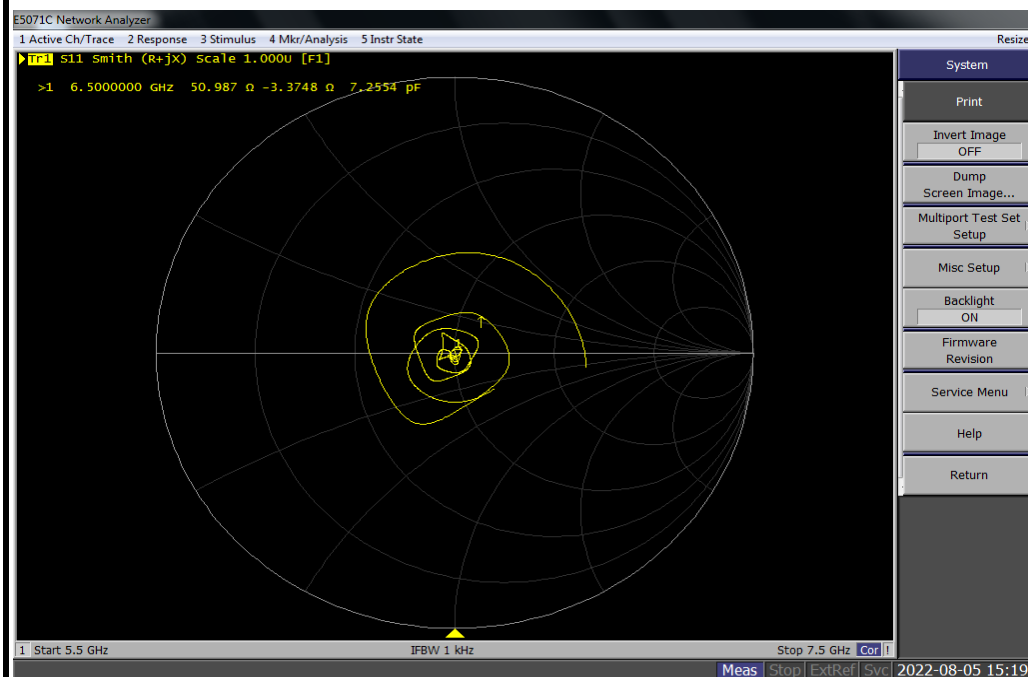 E5071C Network Analyzer
1 Active Ch/Trace 2 Response 3 Stimulus 4 Mkr/Analysis 5 Instr State
Resize
Tr1 S11 Smith (R+jX) Scale 1.000U [F1]
>1 6.5000000 GHz 50.987 Ω -3.3748 Ω 7.2554 pF
System
Print
Invert Image
OFF
Dump
Screen Image...
Multiport Test Set
Setup
Misc Setup
Backlight
ON
Firmware
Revision
Service Menu
Help
Return
1 Start 5.5 GHz
IFBW 1 kHz
Stop 7.5 GHz Cor !
Meas Stop ExtRef Svc 2022-08-05 15:19